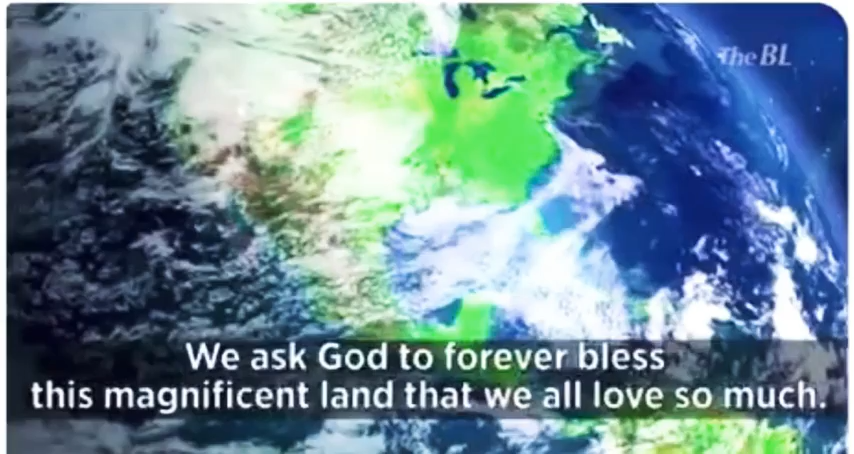 The BL
We ask God to forever bless
this magnificent land that we all love so much.